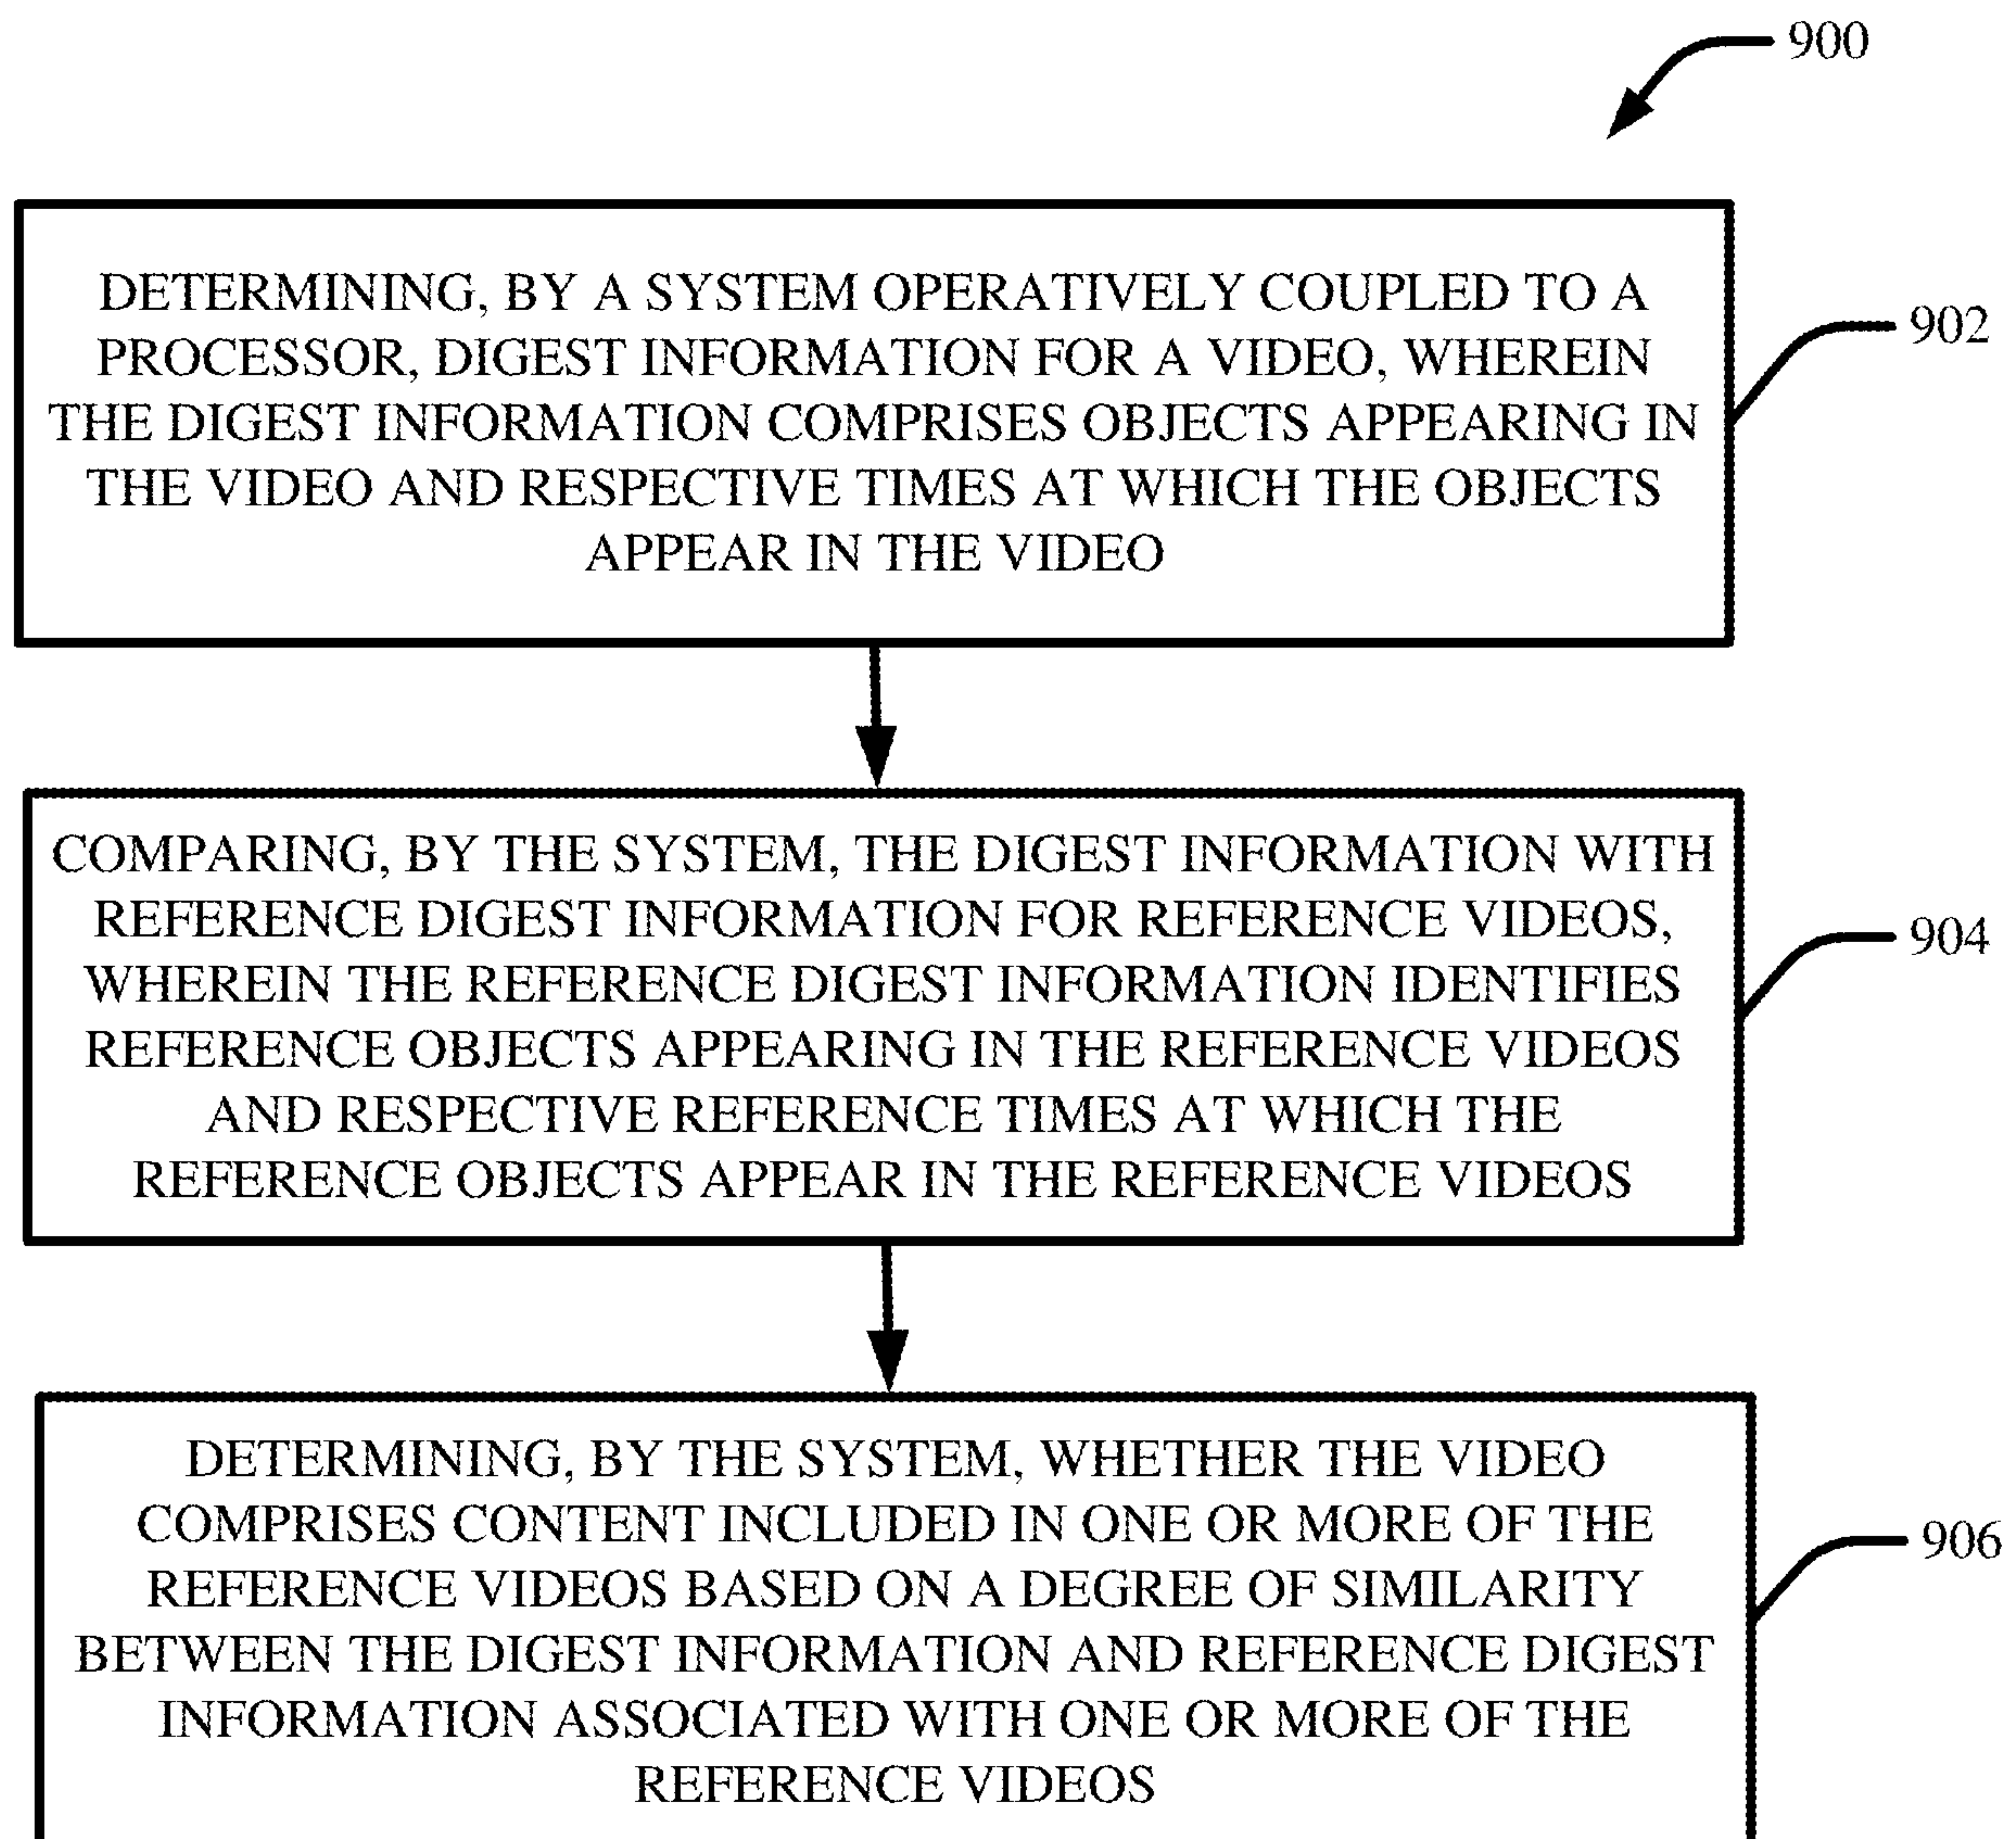 900
DETERMINING, BY A SYSTEM OPERATIVELY COUPLED TO A
PROCESSOR, DIGEST INFORMATION FOR A VIDEO, WHEREIN
THE DIGEST INFORMATION COMPRISES OBJECTS APPEARING IN
THE VIDEO AND RESPECTIVE TIMES AT WHICH THE OBJECTS
APPEAR IN THE VIDEO
902
COMPARING, BY THE SYSTEM, THE DIGEST INFORMATION WITH
REFERENCE DIGEST INFORMATION FOR REFERENCE VIDEOS,
WHEREIN THE REFERENCE DIGEST INFORMATION IDENTIFIES
REFERENCE OBJECTS APPEARING IN THE REFERENCE VIDEOS
AND RESPECTIVE REFERENCE TIMES AT WHICH THE
REFERENCE OBJECTS APPEAR IN THE REFERENCE VIDEOS
904
DETERMINING, BY THE SYSTEM, WHETHER THE VIDEO
COMPRISES CONTENT INCLUDED IN ONE OR MORE OF THE
REFERENCE VIDEOS BASED ON A DEGREE OF SIMILARITY
BETWEEN THE DIGEST INFORMATION AND REFERENCE DIGEST
INFORMATION ASSOCIATED WITH ONE OR MORE OF THE
REFERENCE VIDEOS
906